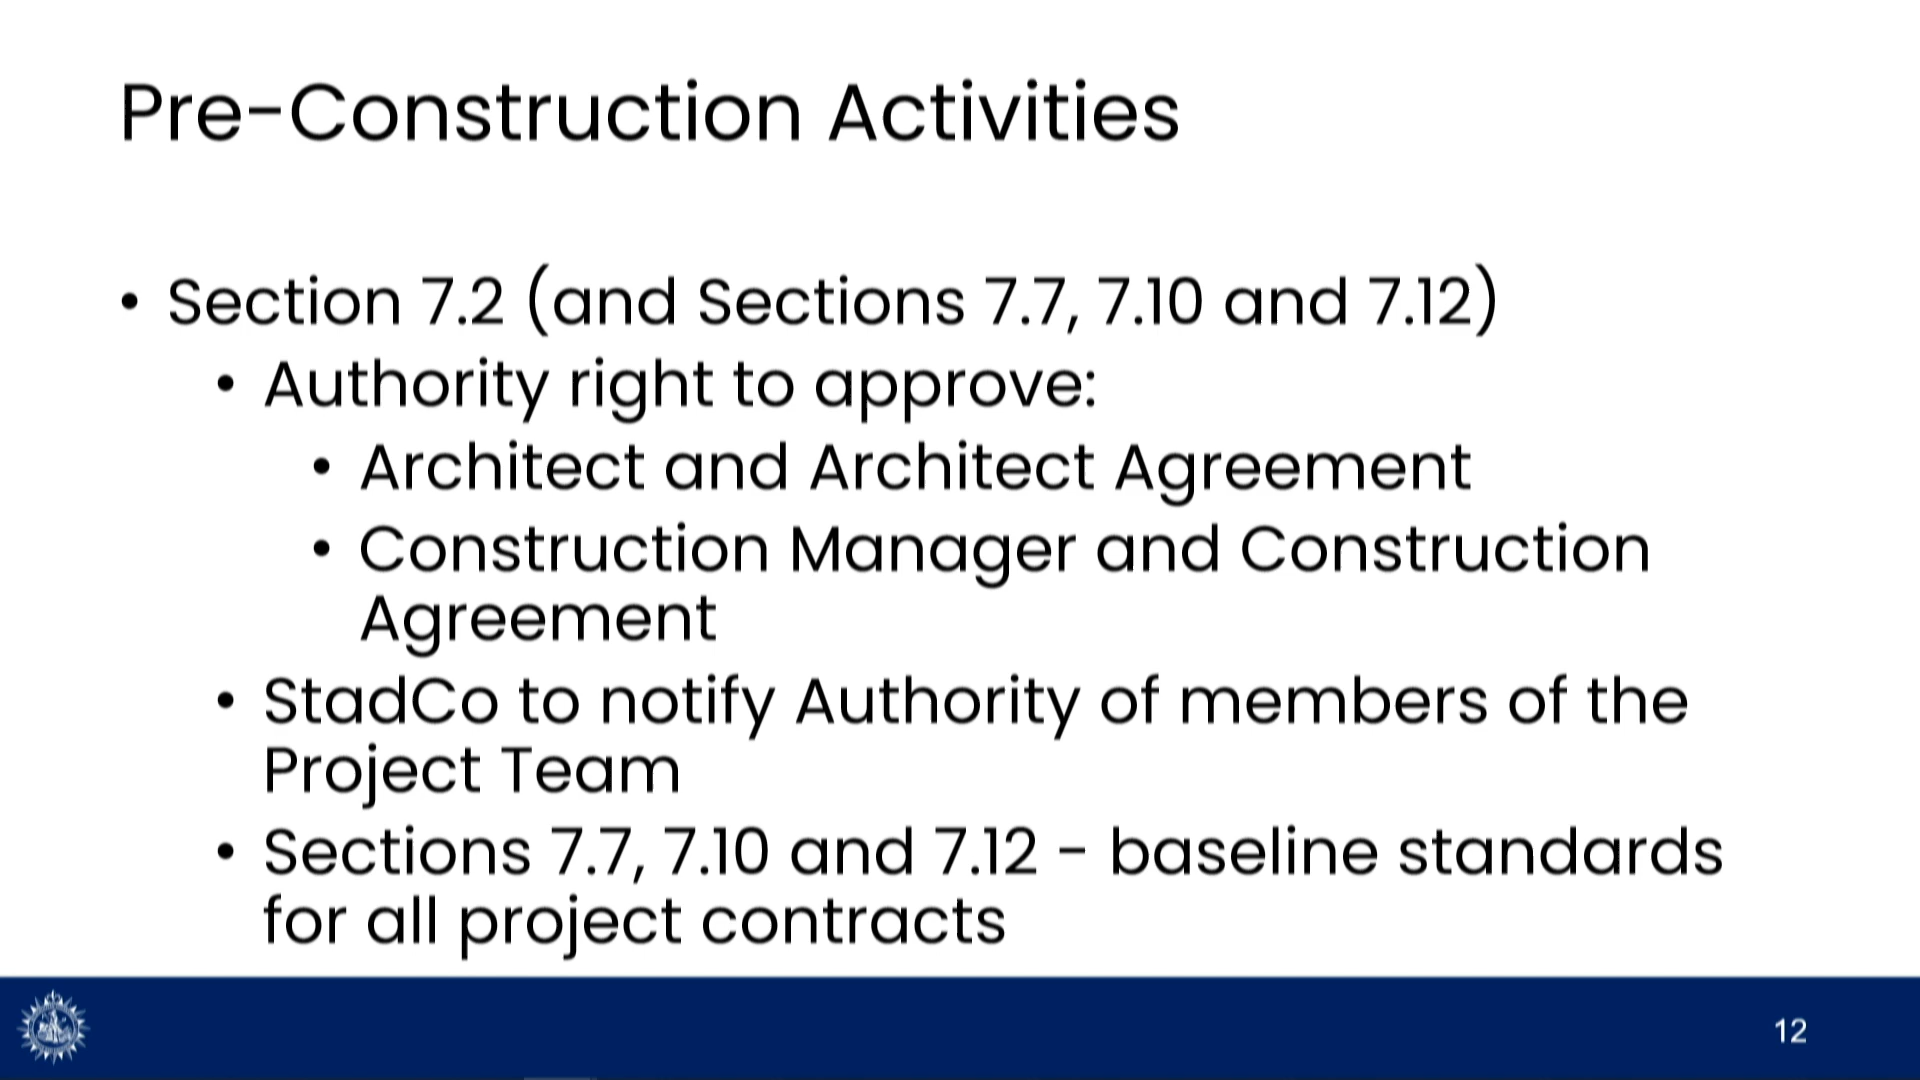 Pre-Construction Activities
• Section 7.2 (and Sections 7.7, 7.10 and 7.12)
• Authority right to approve:
• Architect and Architect Agreement
• Construction Manager and Construction
Agreement
• StadCo to notify Authority of members of the
Project Team
• Sections 7.7, 7.10 and 7.12 - baseline standards
for all project contracts
12